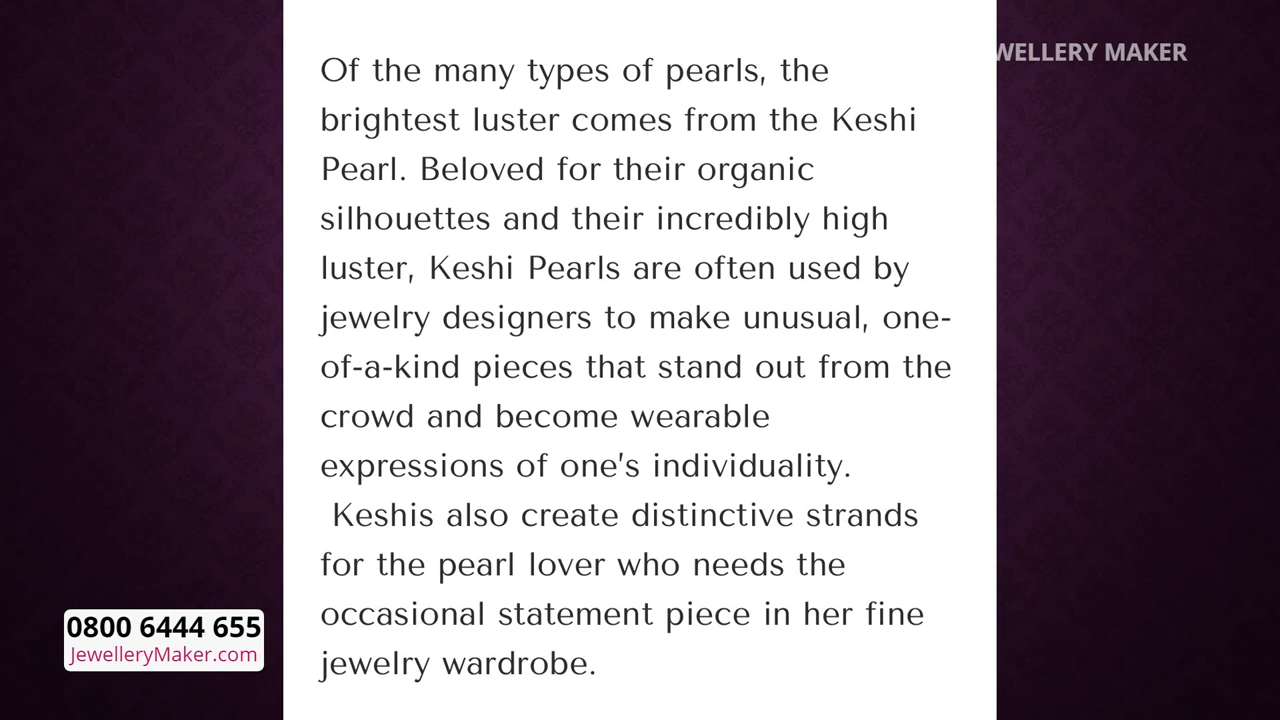 Of the many types of pearls, the
brightest luster comes from the Keshi
Pearl. Beloved for their organic
silhouettes and their incredibly high
luster, Keshi Pearls are often used by
jewelry designers to make unusual, one-
of-a-kind pieces that stand out from the
crowd and become wearable
expressions of one’s individuality.
Keshis also create distinctive strands
for the pearl lover who needs the
occasional statement piece in her fine
jewelry wardrobe.
WELLERY MAKER
0800 6444 655
JewelleryMaker.com